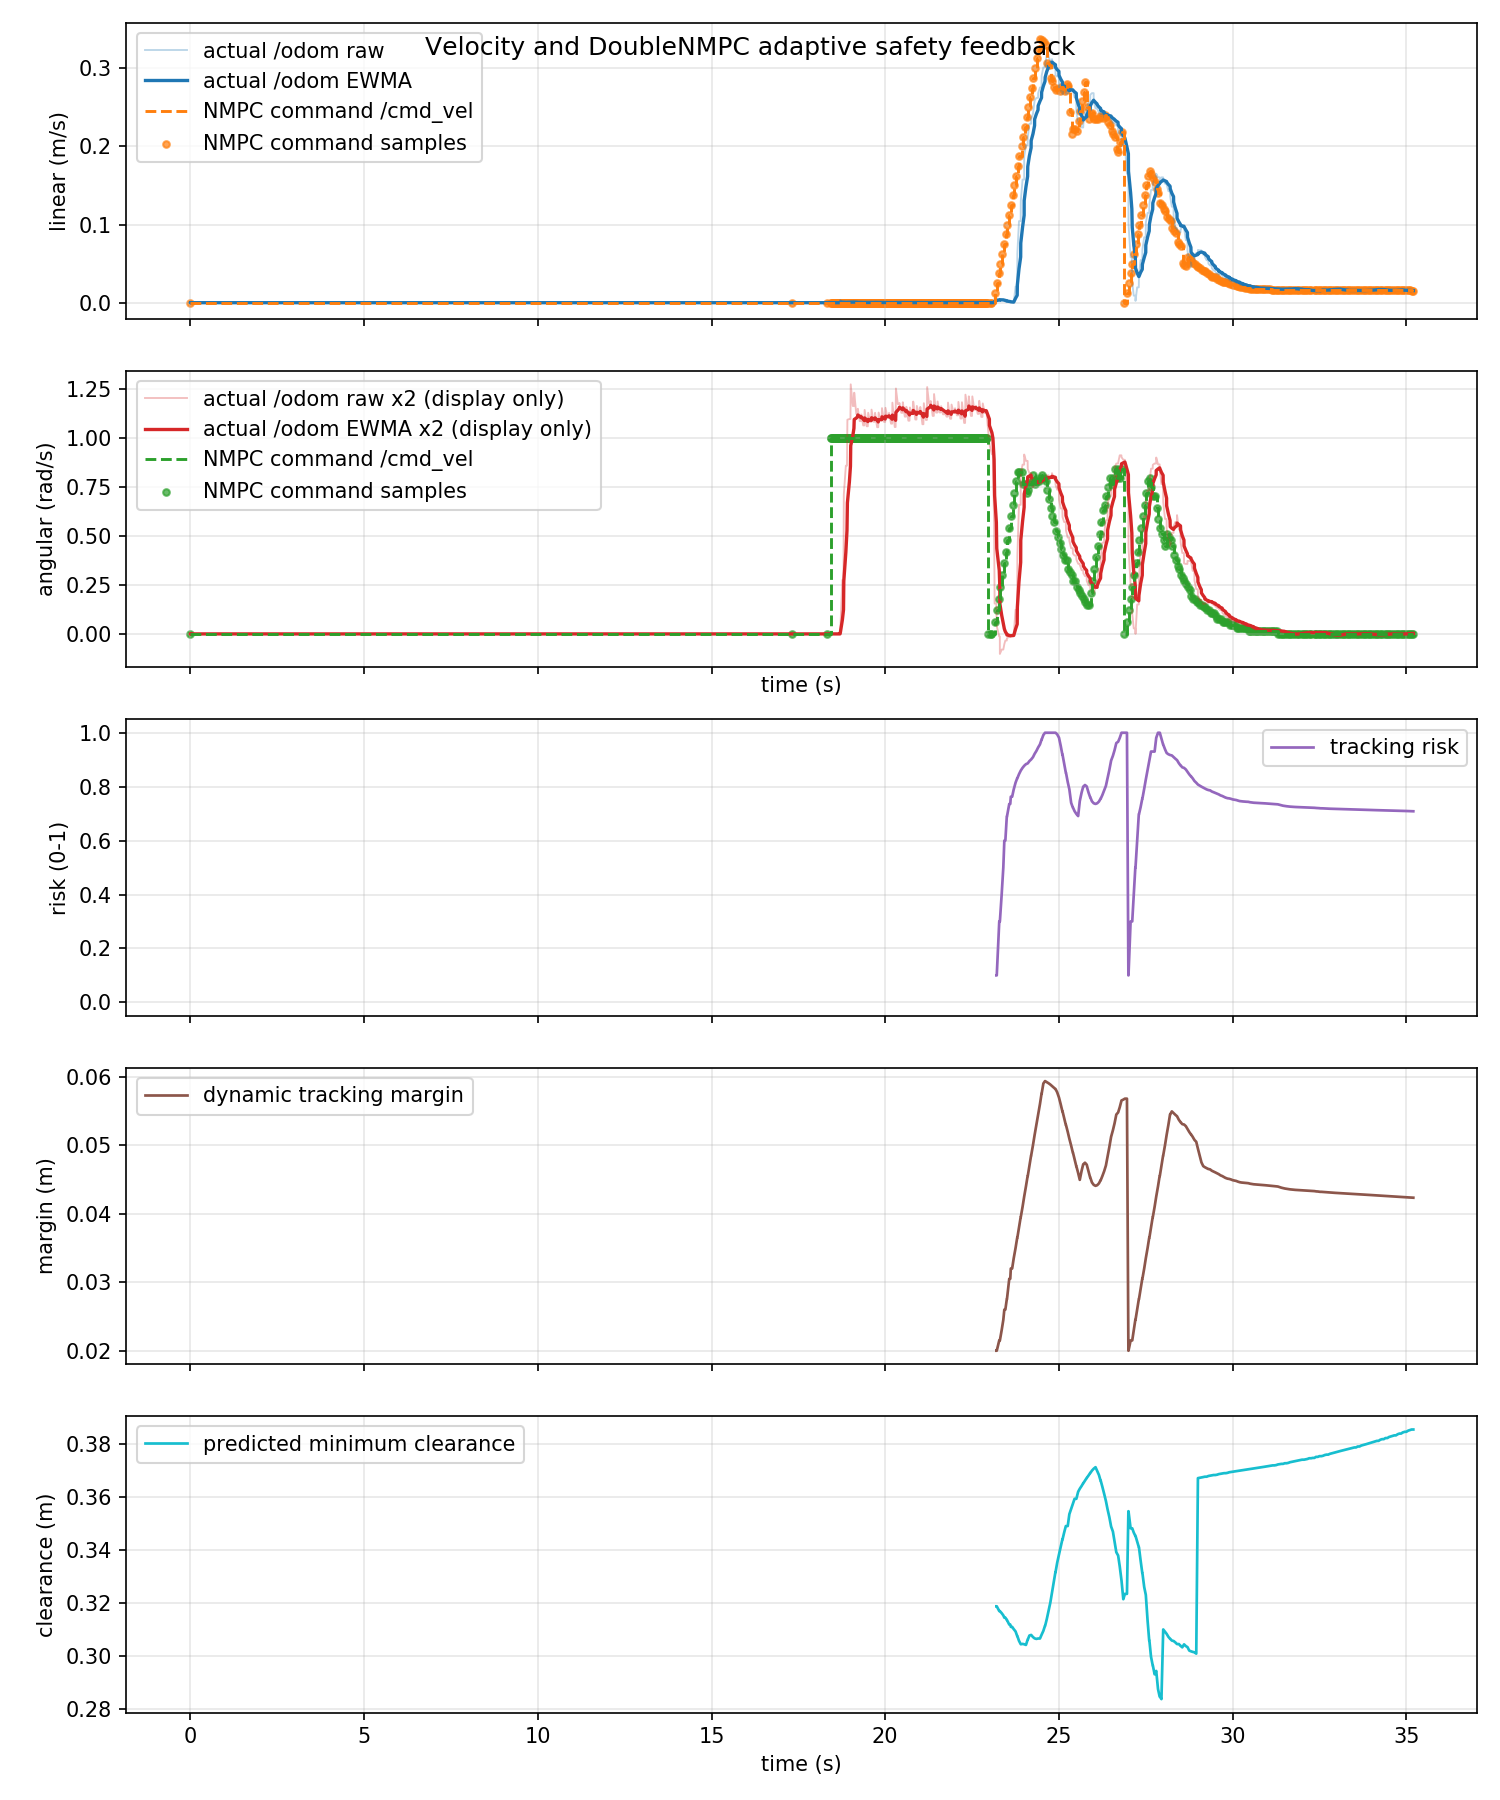 Velocity and DoubleNMPC adaptive safety feedback
actual /odom raw
actual /odom EWMA
NMPC command /cmd_vel
NMPC command samples
linear (m/s)
0.3
0.2
0.1
0.0
actual /odom raw x2 (display only)
actual /odom EWMA x2 (display only)
NMPC command /cmd_vel
NMPC command samples
angular (rad/s)
1.25
1.00
0.75
0.50
0.25
0.00
time (s)
tracking risk
risk (0-1)
1.0
0.8
0.6
0.4
0.2
0.0
dynamic tracking margin
margin (m)
0.06
0.05
0.04
0.03
0.02
predicted minimum clearance
clearance (m)
0.38
0.36
0.34
0.32
0.30
0.28
0 5 10 15 20 25 30 35
time (s)